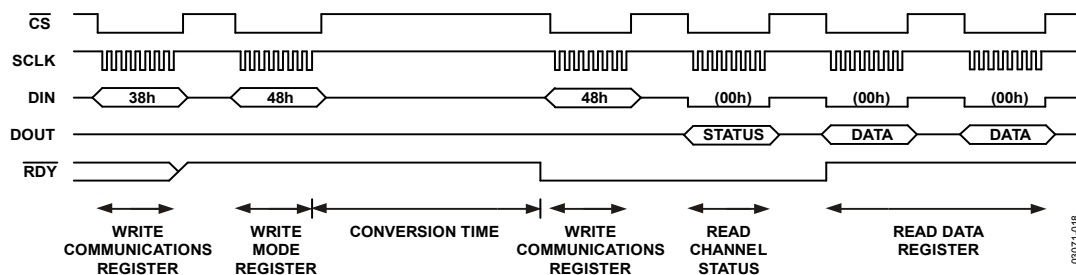 CS
SCLK
DIN 38h 48h 48h (00h) (00h) (00h)
DOUT STATUS DATA DATA
RDY
WRITE
COMMUNICATIONS
REGISTER
WRITE
MODE
REGISTER
CONVERSION TIME
WRITE
COMMUNICATIONS
REGISTER
READ
CHANNEL
STATUS
READ DATA
REGISTER
03071-018